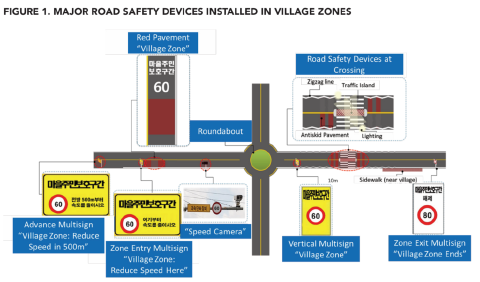 FIGURE 1. MAJOR ROAD SAFETY DEVICES INSTALLED IN VILLAGE ZONES
Red Pavement
"Village Zone"
마을주민
보호구간
60
Road Safety Devices at
Crossing
Zigzag line
Traffic Island
Antiskid Pavement
Lighting
Roundabout
10m
Sidewalk (near village)
마을주민보호구간
60
전방 500m부터
속도를 줄이시오
Advance Multisign
"Village Zone: Reduce
Speed in 500m"
마을주민보호구간
60
여기부터
속도를 줄이시오
Zone Entry Multisign
"Village Zone:
Reduce Speed Here"
60
"Speed Camera"
마을주민보호구간
60
Vertical Multisign
"Village Zone"
마을주민보호구간
해제
80
Zone Exit Multisign
"Village Zone Ends"